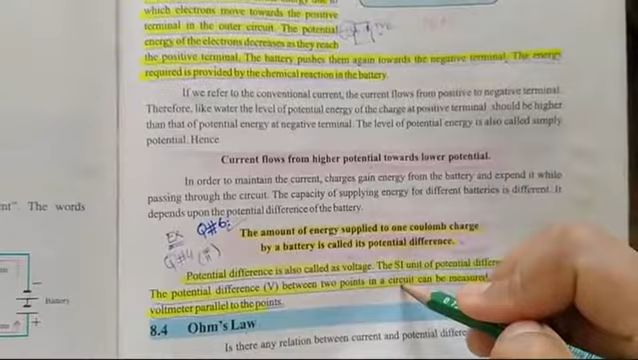 which electrons move towards the positive
terminal in the outer circuit. The potential
energy of the electrons decreases as they reach
the positive terminal. The battery pushes them again towards the negative terminal. The energy
required is provided by the chemical reaction in the battery.
If we refer to the conventional current, the current flows from positive to negative terminal.
Therefore, like water the level of potential energy of the charge at positive terminal should be higher
than that of potential energy at negative terminal. The level of potential energy is also called simply
potential. Hence
Current flows from higher potential towards lower potential.
In order to maintain the current, charges gain energy from the battery and expend it while
passing through the circuit. The capacity of supplying energy for different batteries is different. It
depends upon the potential difference of the battery.
EX Q#6:
Q#4
The amount of energy supplied to one coulomb charge
by a battery is called its potential difference.
Potential difference is also called as voltage. The SI unit of potential
The potential difference (V) between two points in a circuit can be measured
voltmeter parallel to the points.
8.4 Ohm's Law
Is there any relation between current and potential
nt". The words
Battery
+